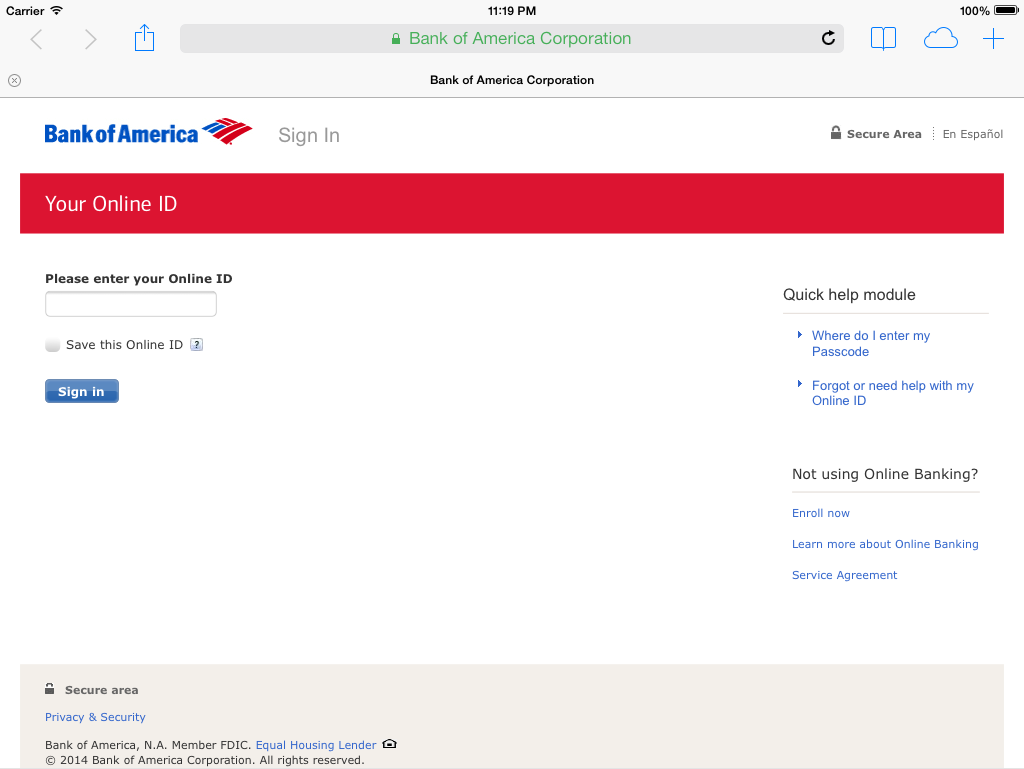 Carrier 11:19 PM 100%
Bank of America Corporation
Bank of America Corporation
Bank of America Sign In Secure Area En Español
Your Online ID
Please enter your Online ID
Save this Online ID ?
Sign in
Quick help module
Where do I enter my
Passcode
Forgot or need help with my
Online ID
Not using Online Banking?
Enroll now
Learn more about Online Banking
Service Agreement
Secure area
Privacy & Security
Bank of America, N.A. Member FDIC. Equal Housing Lender
© 2014 Bank of America Corporation. All rights reserved.